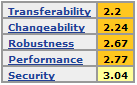 Transferability 2.2
Changeability 2.24
Robustness 2.67
Performance 2.77
Security 3.04